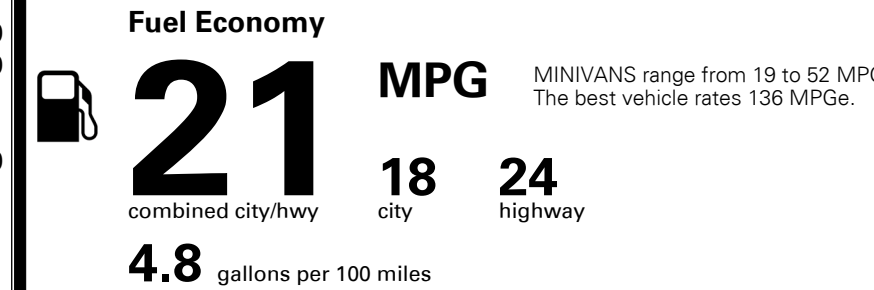 Fuel Economy
21 MPG
MINIVANS range from 19 to 52 MPG
The best vehicle rates 136 MPGe.
combined city/hwy
18 city
24 highway
4.8 gallons per 100 miles